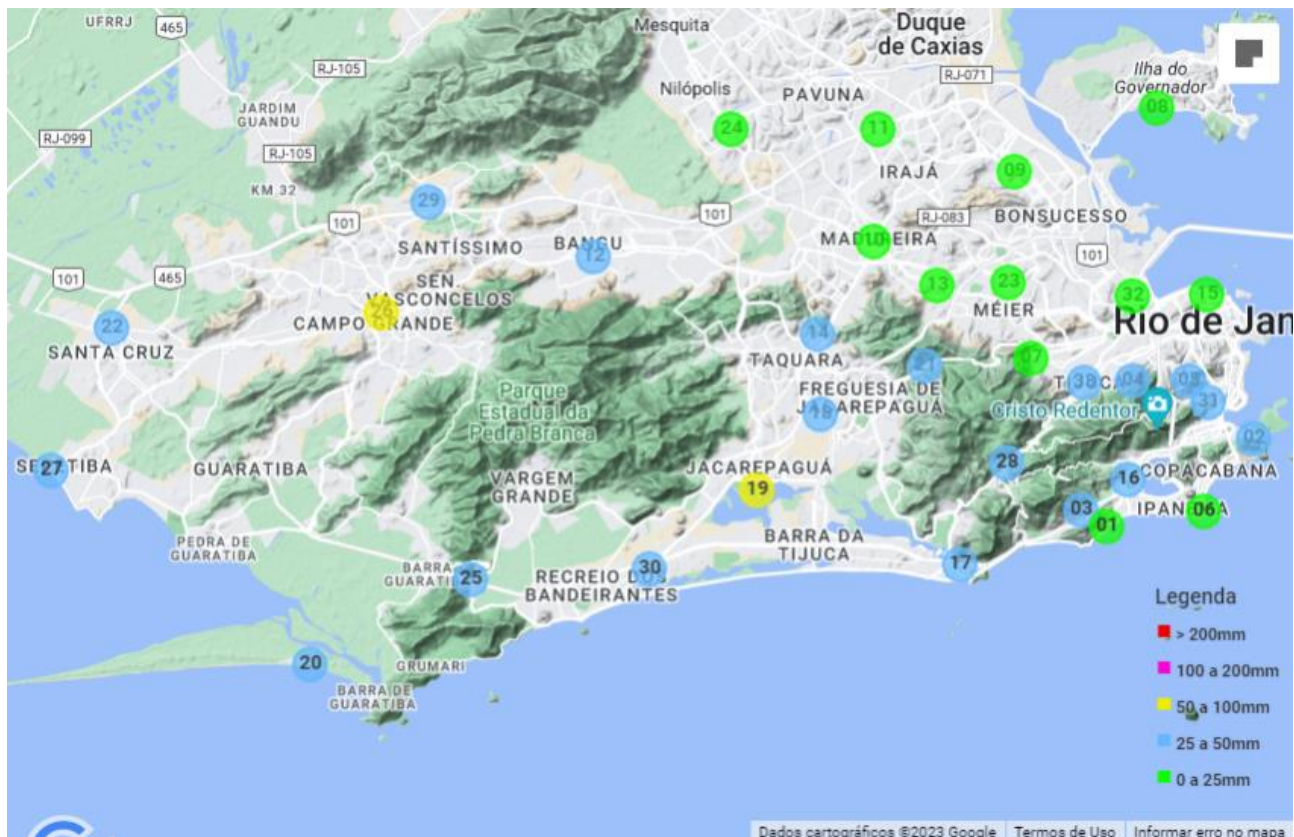 UFRRJ
465
Mesquita
Duque
de Caxias
RJ-105
RJ-071
Ilha do
Governador
Nilópolis
PAVUNA
08
JARDIM
GUANDU
24
11
RJ-099
RJ-105
IRAJÁ
09
KM 32
29
101
RJ-083
BONSUCESSO
101
SANTÍSSIMO
BANGU
12
MADUREIRA
10
101
101
465
SEN.
VASCONCELOS
13
23
32
15
26
CAMPO GRANDE
MÉIER
Rio de Jan
22
SANTA CRUZ
14
TAQUARA
07
21
FREGUESIA DE
JACAREPAGUÁ
04
05
31
Parque
Estadual da
Pedra Branca
Cristo Redentor
02
SEPETIBA
27
GUARATIBA
JACAREPAGUÁ
28
COPACABANA
VARGEM
GRANDE
19
16
03
IPANEMA
06
01
PEDRA DE
GUARATIBA
BARRA DA
TIJUCA
BARRA
GUARATI
25
30
17
RECREIO DOS
BANDEIRANTES
20
GRUMARI
BARRA DE
GUARATIBA
Legenda
> 200mm
100 a 200mm
50 a 100mm
25 a 50mm
0 a 25mm
Dados cartográficos ©2023 Google
Termos de Uso
Informar erro no mapa